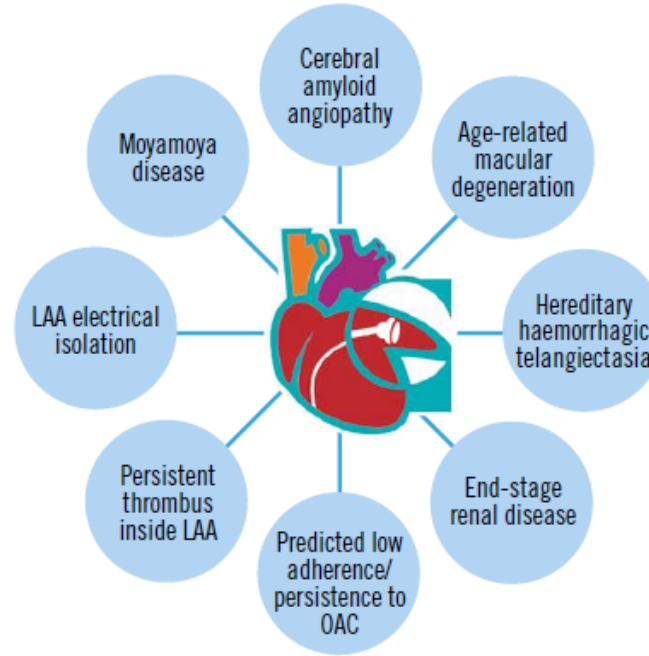 Cerebral
amyloid
angiopathy
Age-related
macular
degeneration
Hereditary
haemorrhagic
telangiectasia
End-stage
renal disease
Predicted low
adherence/
persistence to
OAC
Persistent
thrombus
inside LAA
LAA electrical
isolation
Moyamoya
disease